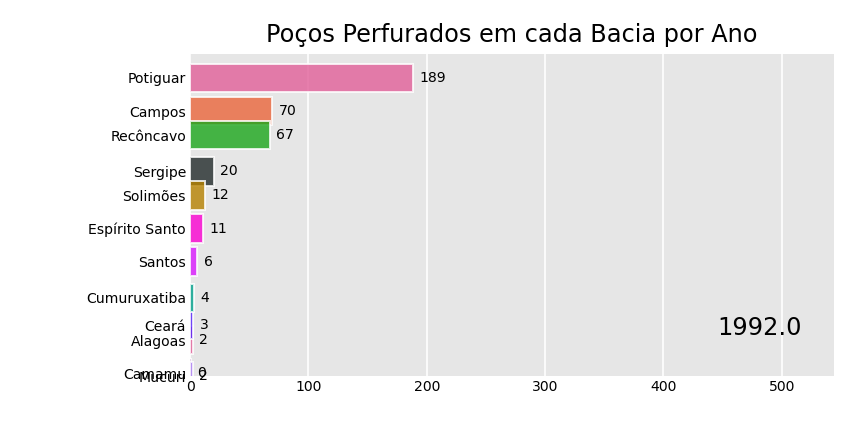 Poços Perfurados em cada Bacia por Ano
Potiguar 189
Campos 70
Recôncavo 67
Sergipe 20
Solimões 12
Espírito Santo 11
Santos 6
Cumuruxatiba 4
Ceará 3
1992.0
Alagoas 2
Camamu 0
Mucuri 2
0 100 200 300 400 500